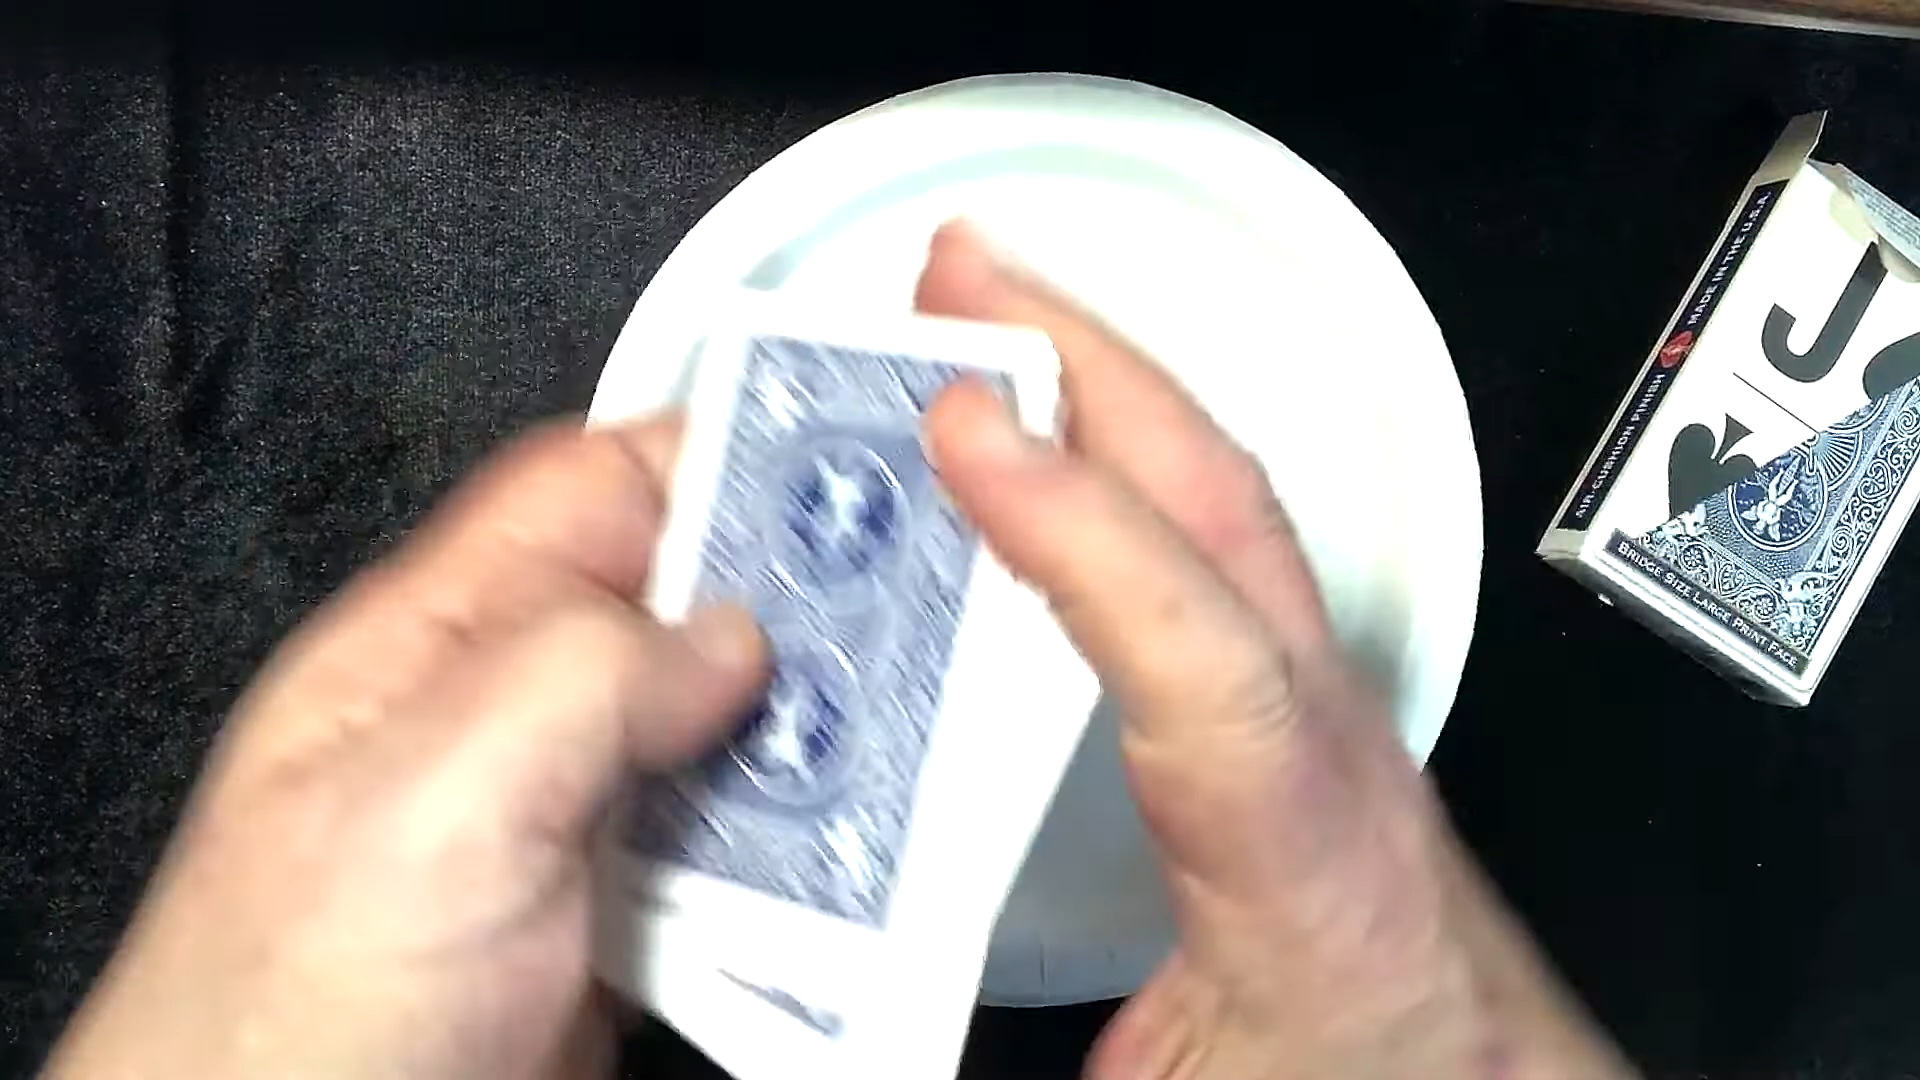 AIR-CUSHION FINISH MADE IN THE U.S.A.
J
BRIDGE SIZE LARGE PRINT FACE